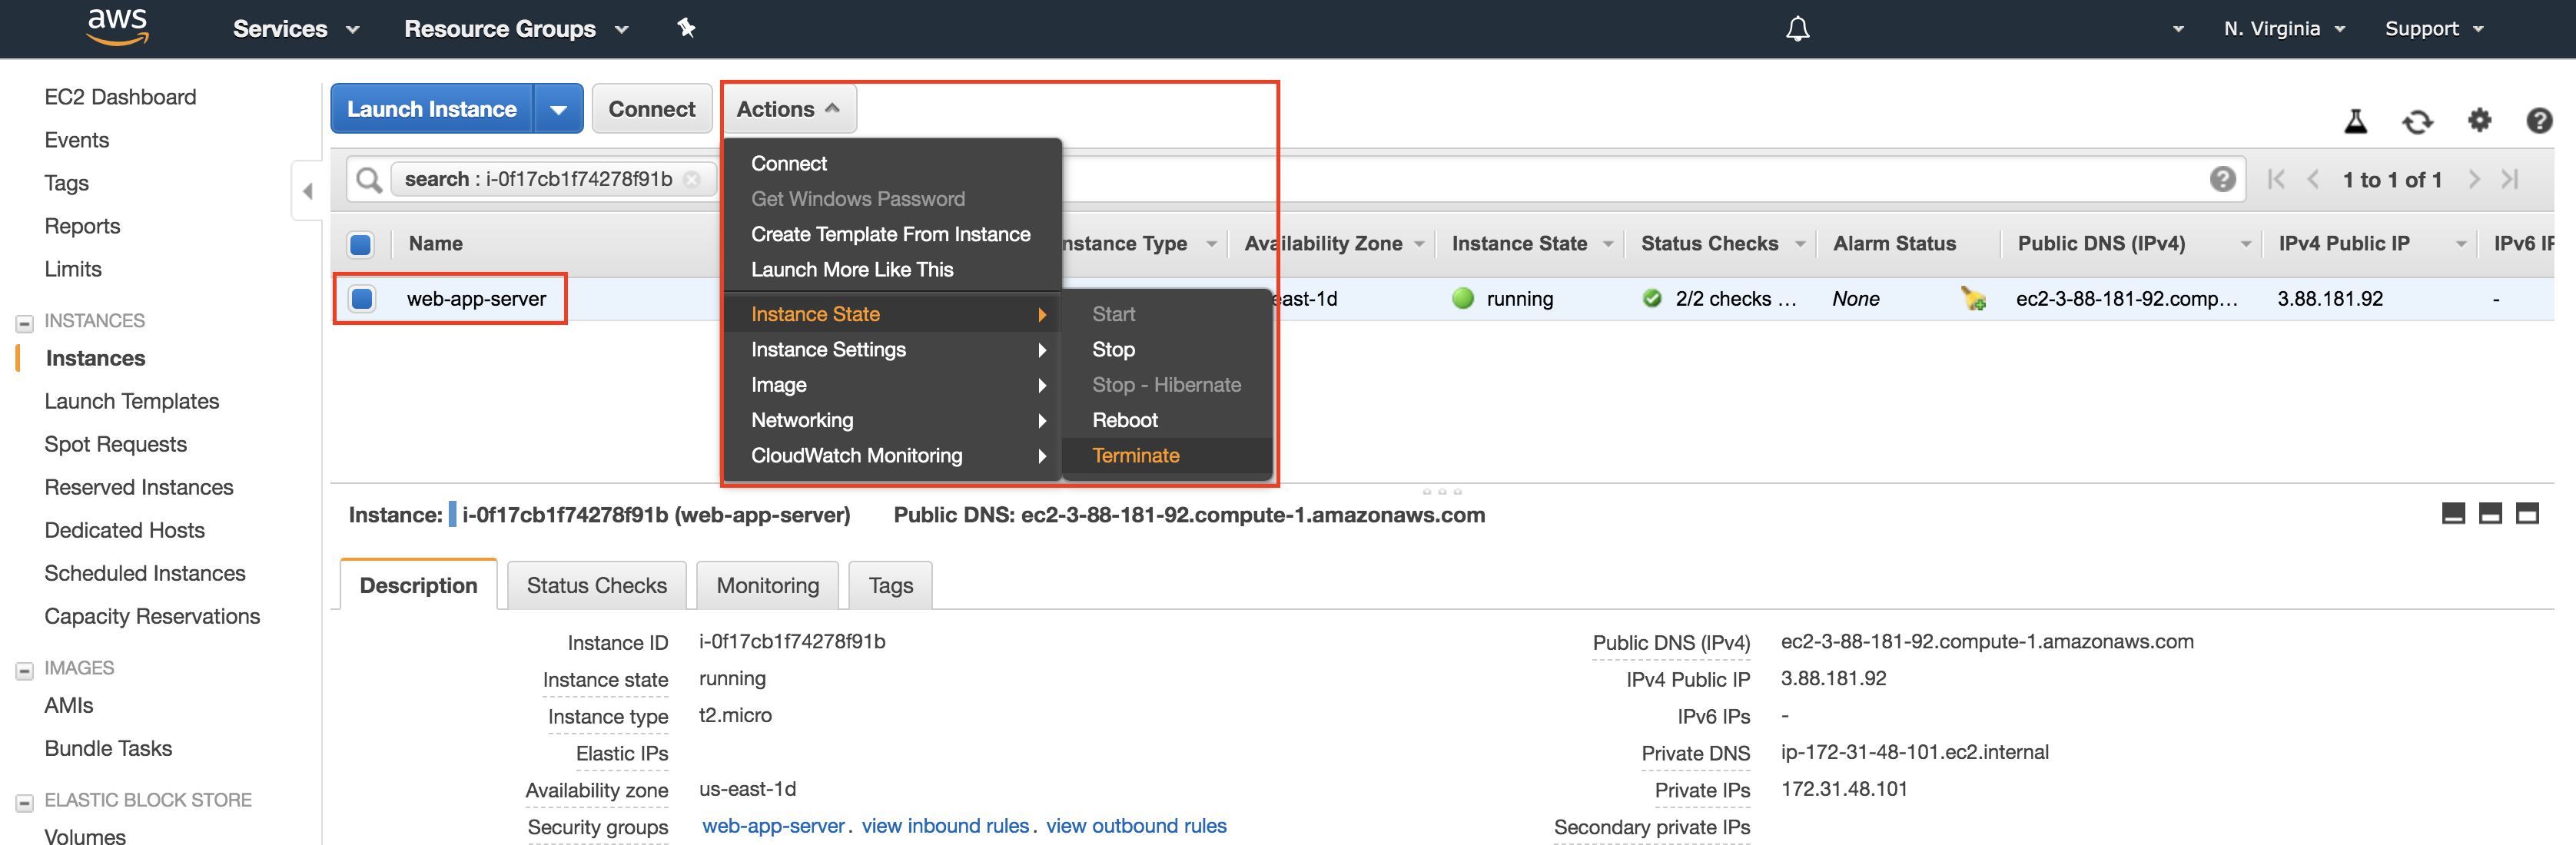 aws Services Resource Groups N. Virginia Support
EC2 Dashboard
Events
Tags
Reports
Limits
INSTANCES
Instances
Launch Templates
Spot Requests
Reserved Instances
Dedicated Hosts
Scheduled Instances
Capacity Reservations
IMAGES
AMIs
Bundle Tasks
ELASTIC BLOCK STORE
Volumes
Launch Instance Connect Actions
search : i-0f17cb1f74278f91b 1 to 1 of 1
Name nstance Type Availability Zone Instance State Status Checks Alarm Status Public DNS (IPv4) IPv4 Public IP IPv6 IF
web-app-server east-1d running 2/2 checks ... None ec2-3-88-181-92.comp... 3.88.181.92 -
Connect
Get Windows Password
Create Template From Instance
Launch More Like This
Instance State
Instance Settings
Image
Networking
CloudWatch Monitoring
Start
Stop
Stop - Hibernate
Reboot
Terminate
Instance: i-0f17cb1f74278f91b (web-app-server) Public DNS: ec2-3-88-181-92.compute-1.amazonaws.com
Description Status Checks Monitoring Tags
Instance ID i-0f17cb1f74278f91b
Instance state running
Instance type t2.micro
Elastic IPs
Availability zone us-east-1d
Security groups web-app-server. view inbound rules. view outbound rules
Public DNS (IPv4) ec2-3-88-181-92.compute-1.amazonaws.com
IPv4 Public IP 3.88.181.92
IPv6 IPs -
Private DNS ip-172-31-48-101.ec2.internal
Private IPs 172.31.48.101
Secondary private IPs